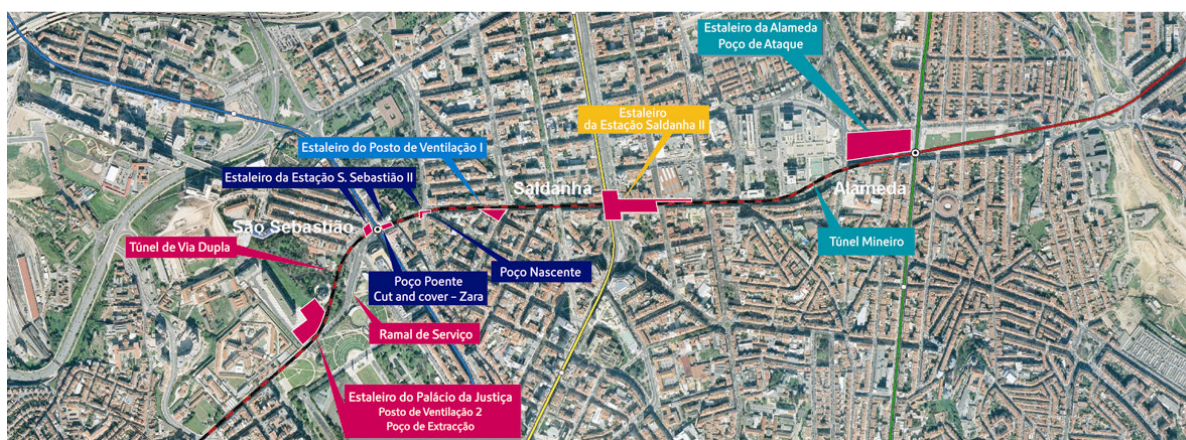 Estaleiro da Alameda
Poço de Ataque
Estaleiro
da Estação Saldanha II
Estaleiro do Posto de Ventilação I
Estaleiro da Estação S. Sebastião II
Saldanha
Alameda
São Sebastião
Túnel de Via Dupla
Túnel Mineiro
Poço Nascente
Poço Poente
Cut and cover – Zara
Ramal de Serviço
Estaleiro do Palácio da Justiça
Posto de Ventilação 2
Poço de Extracção